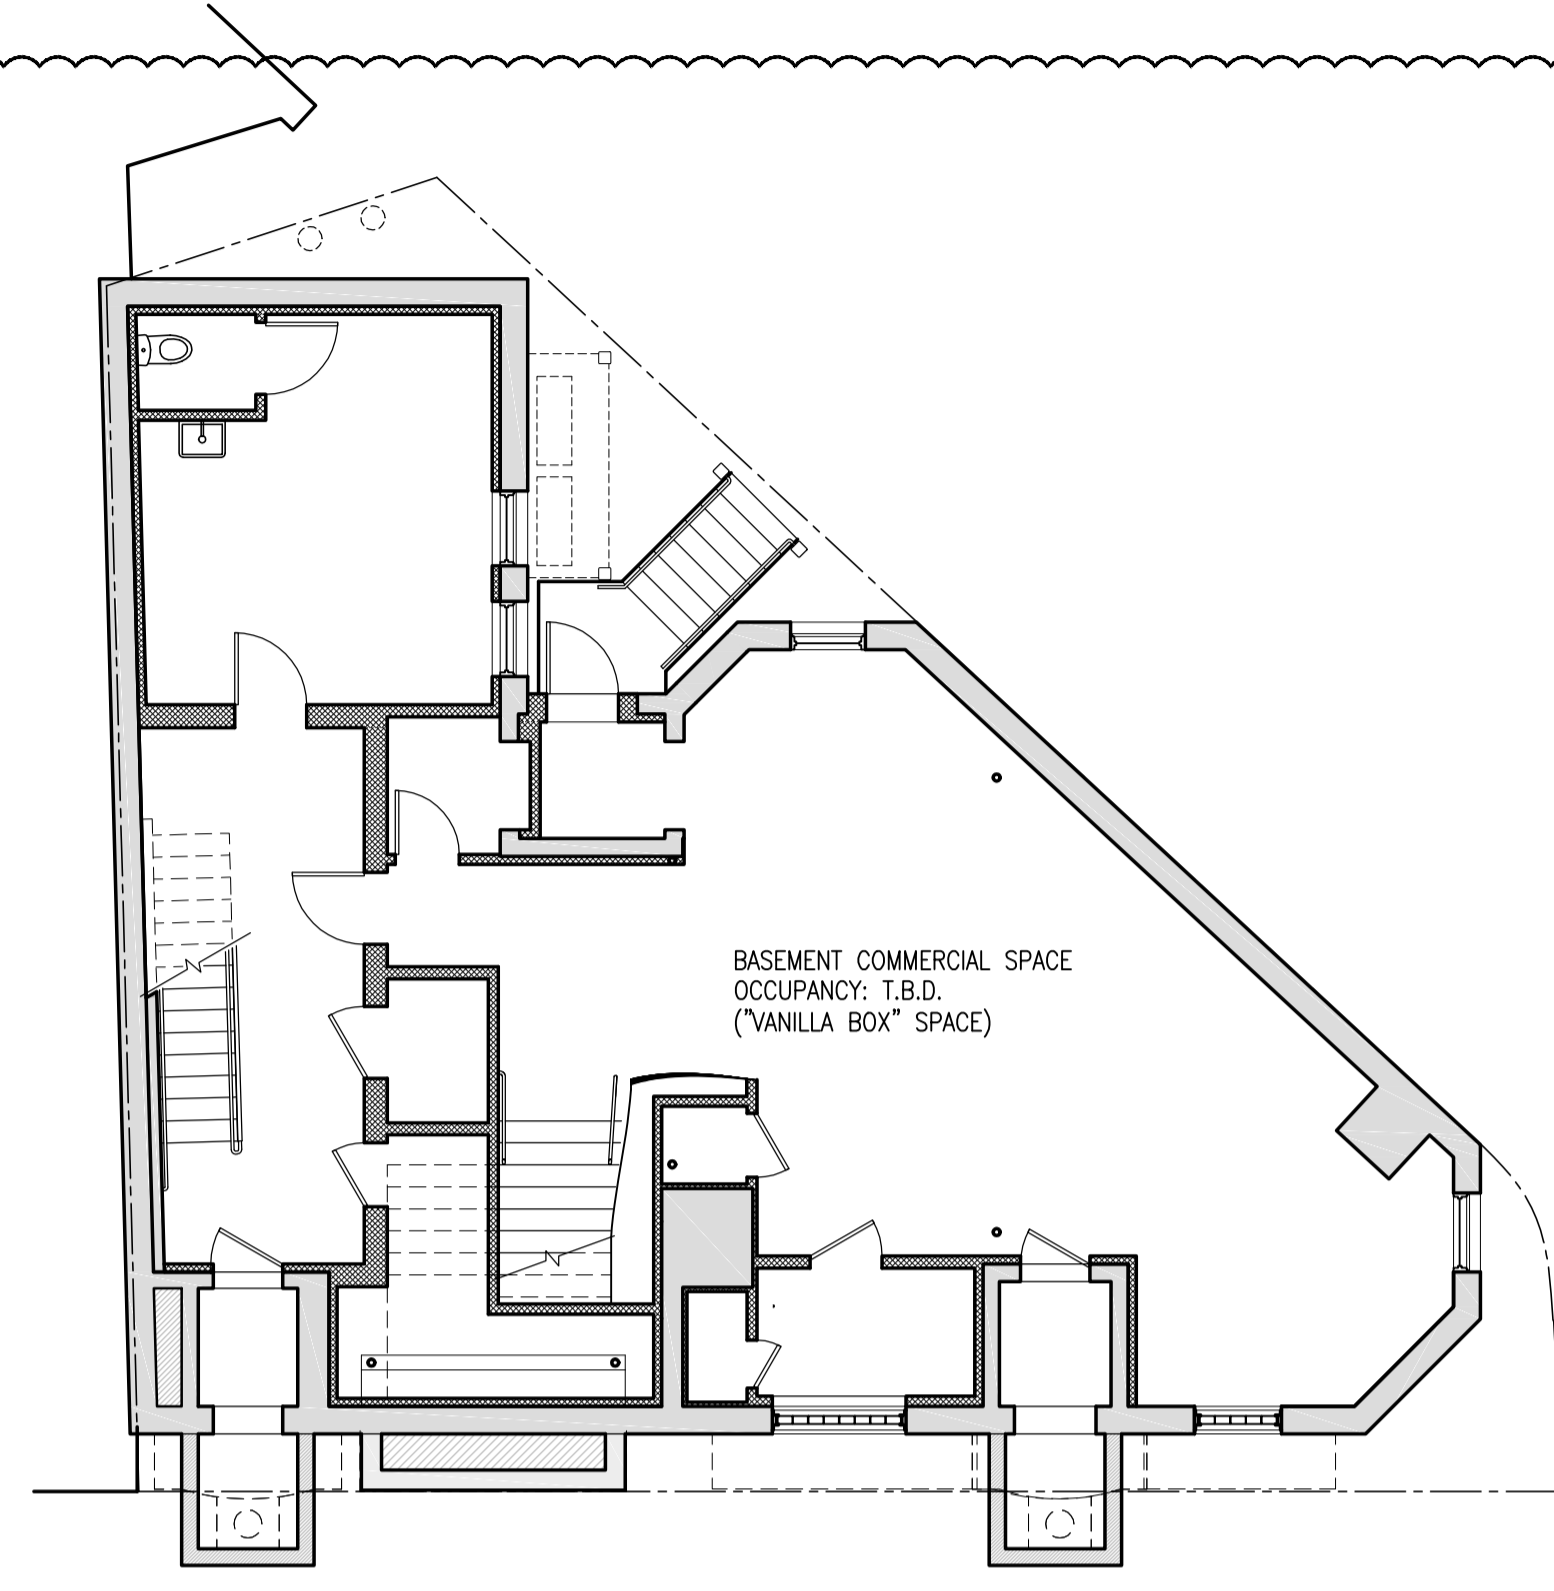 BASEMENT COMMERCIAL SPACE
OCCUPANCY: T.B.D.
("VANILLA BOX" SPACE)